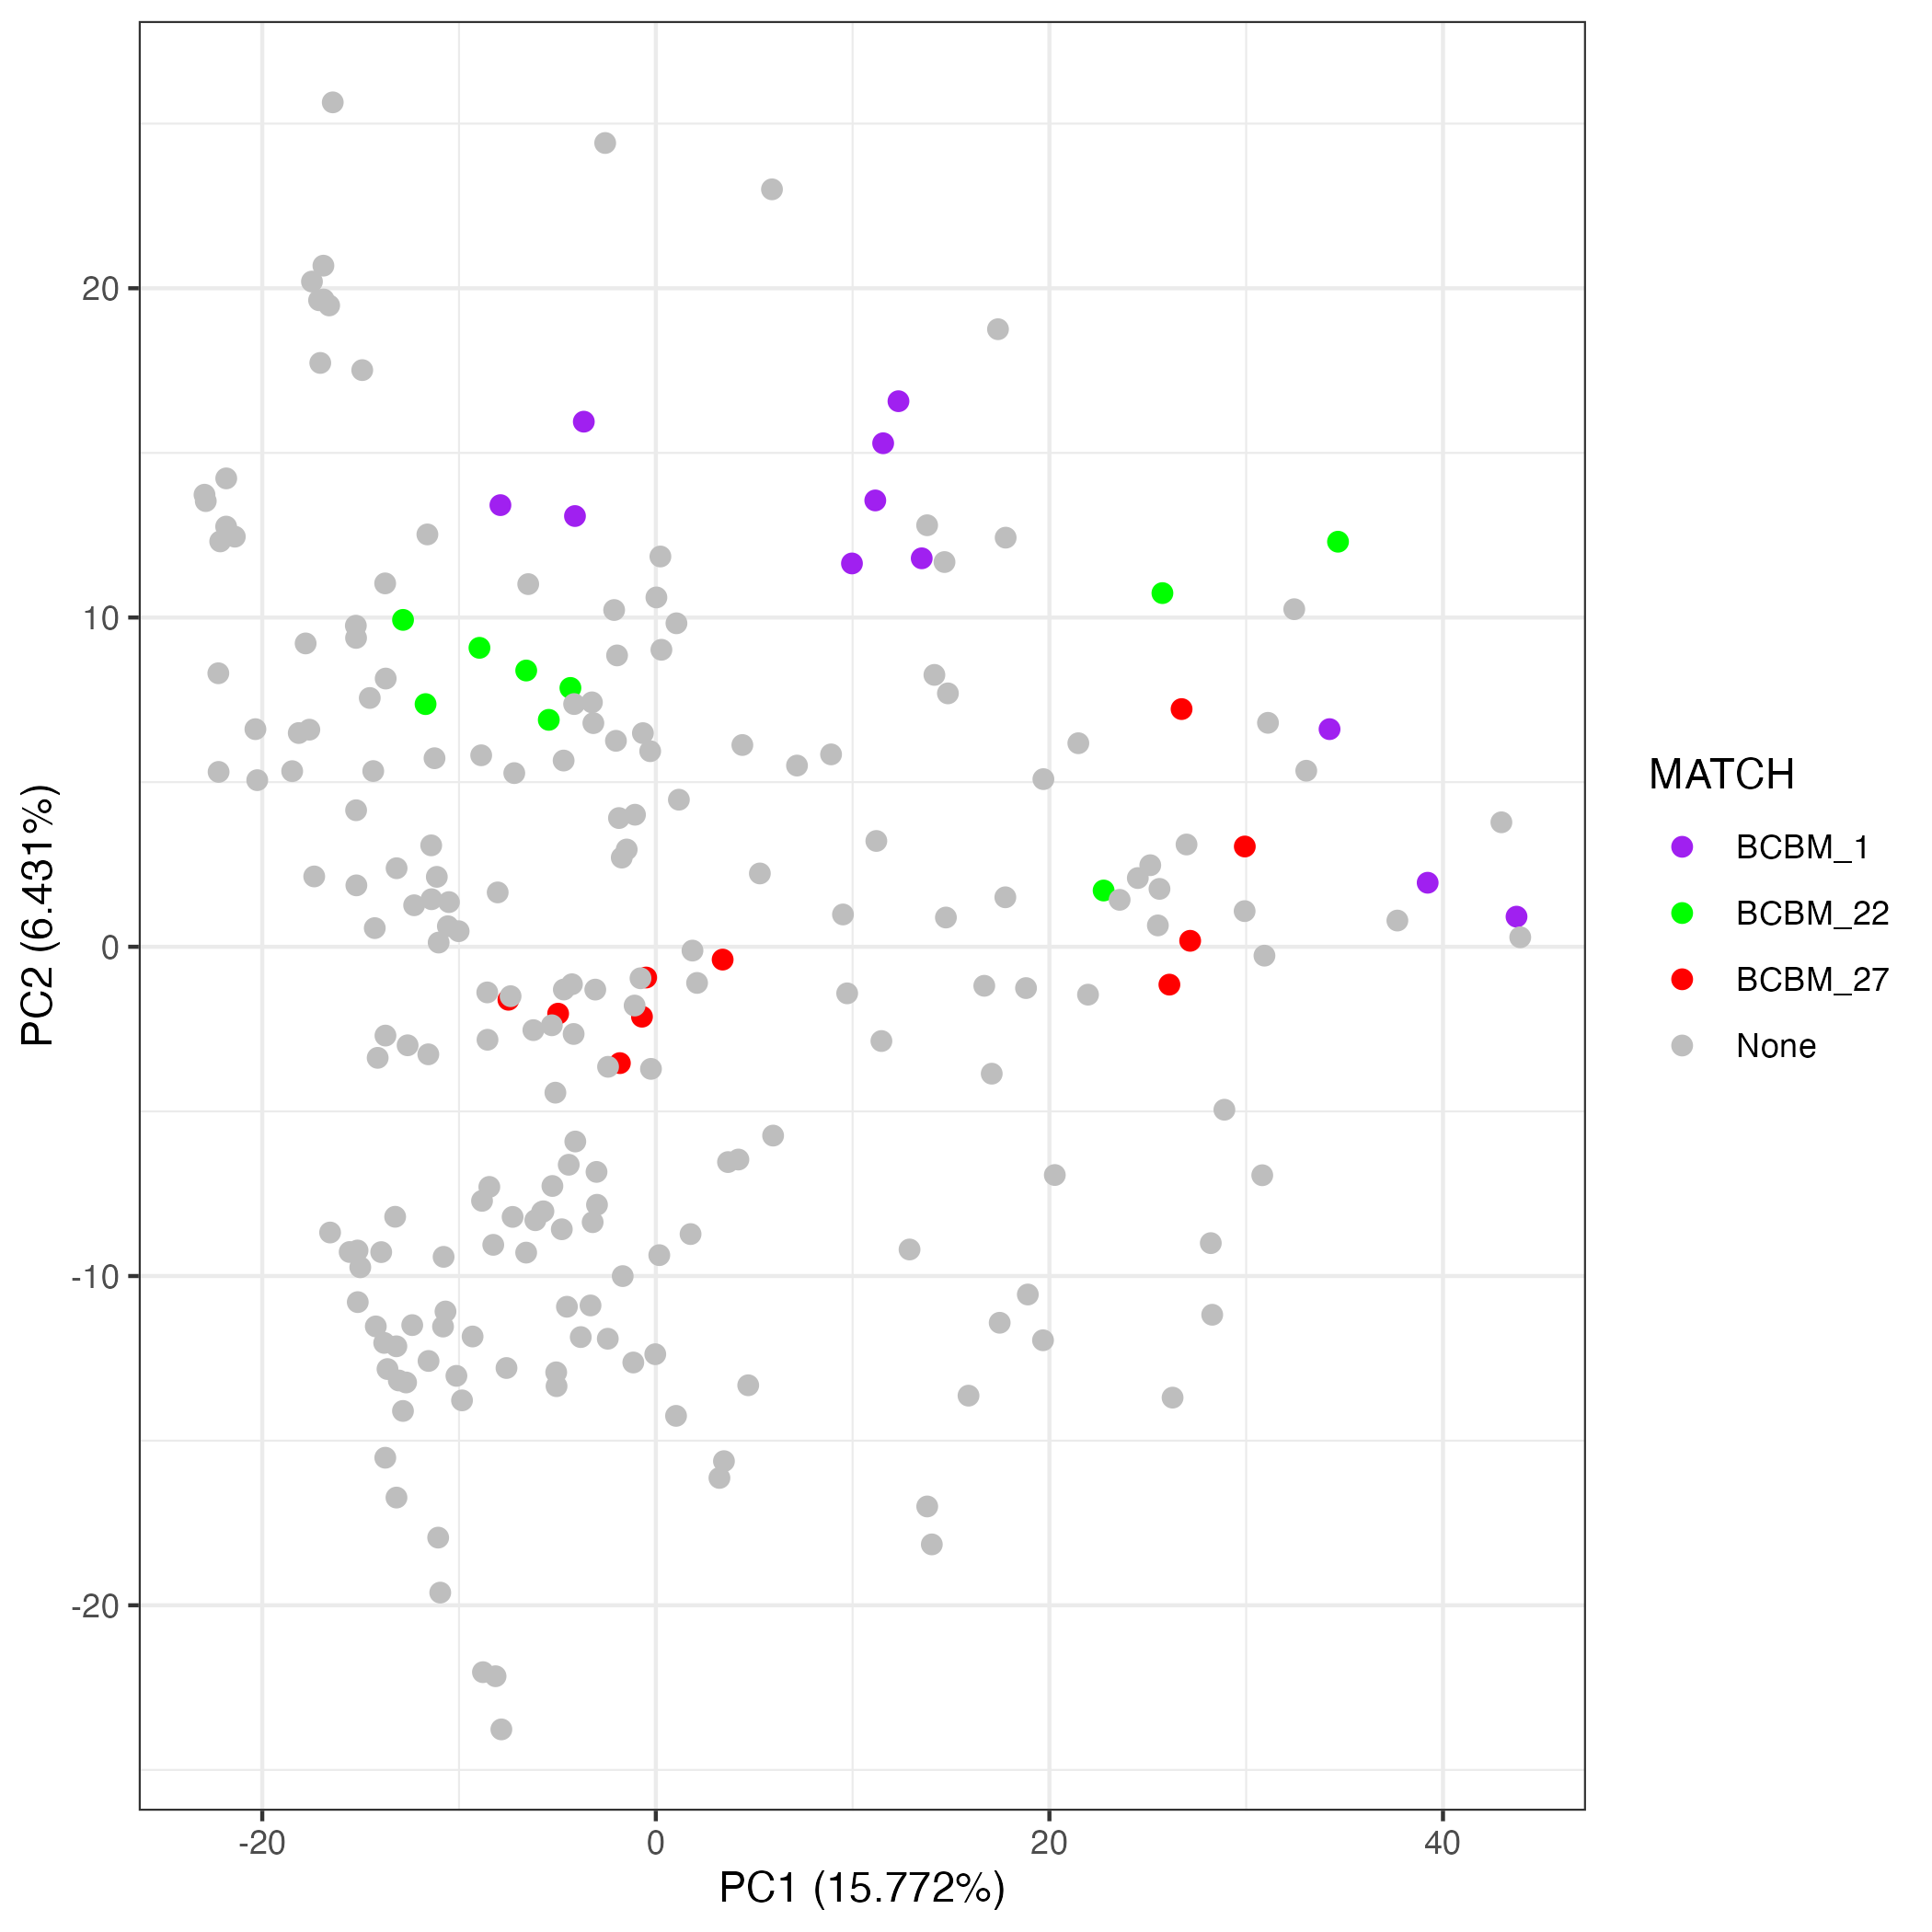 20
10
0
-10
-20
PC2 (6.431%)
-20
0
20
40
PC1 (15.772%)
MATCH
BCBM_1
BCBM_22
BCBM_27
None